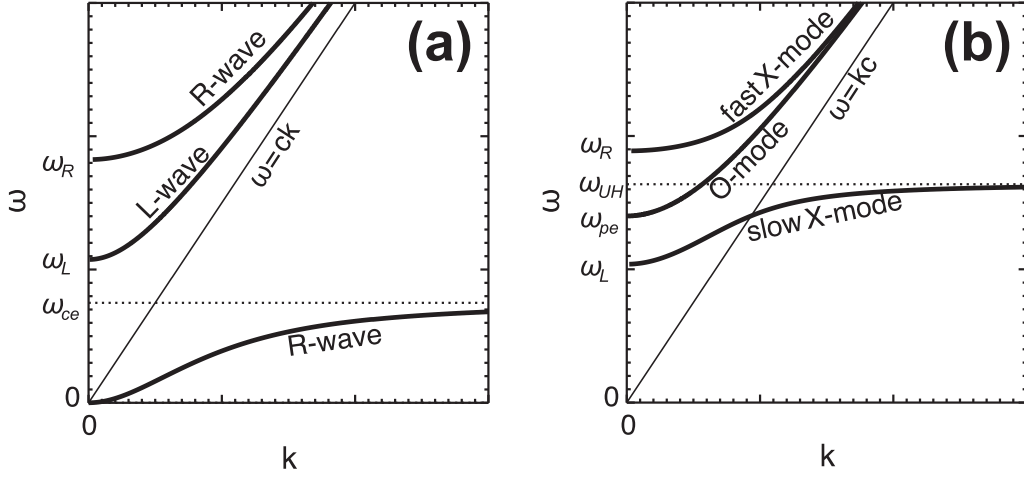 (a)
R-wave
L-wave
ω=ck
ω_R
ω_L
ω_ce
R-wave
ω
0
0
k
(b)
fast X-mode
O-mode
ω=kc
ω_R
ω_UH
ω_pe
ω_L
slow X-mode
ω
0
0
k